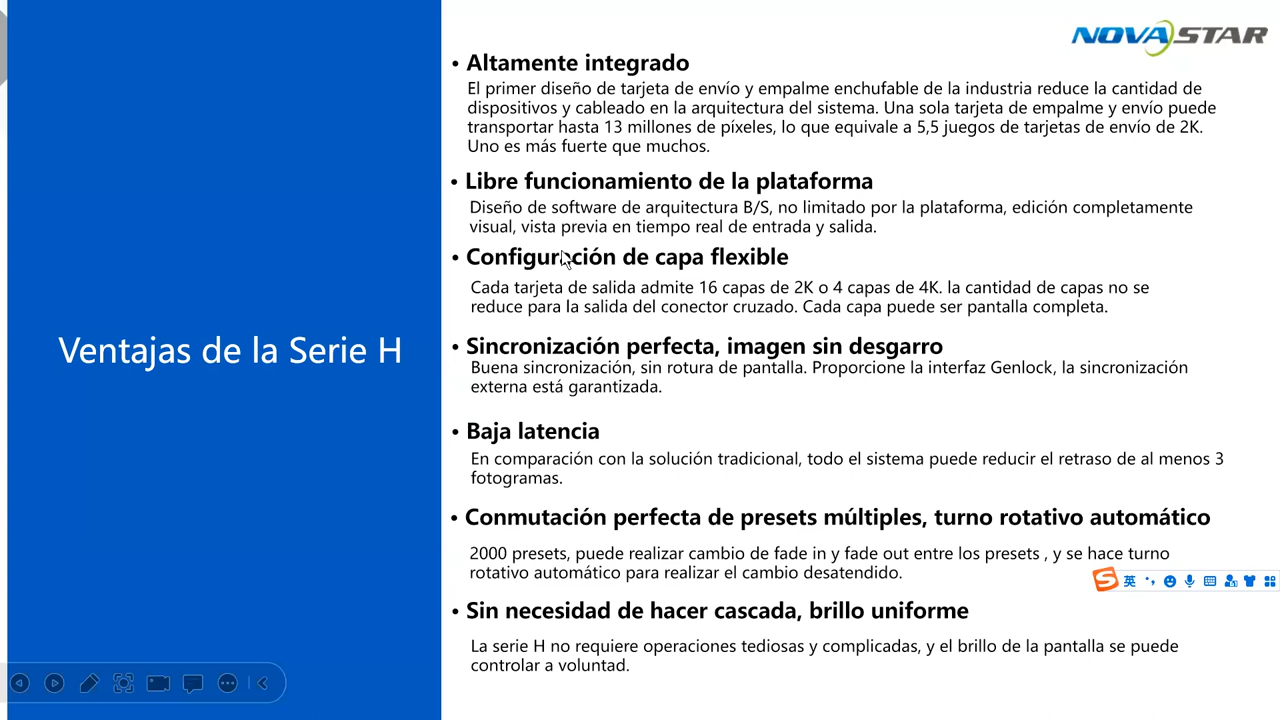 NOVASTAR
• Altamente integrado
El primer diseño de tarjeta de envío y empalme enchufable de la industria reduce la cantidad de
dispositivos y cableado en la arquitectura del sistema. Una sola tarjeta de empalme y envío puede
transportar hasta 13 millones de píxeles, lo que equivale a 5,5 juegos de tarjetas de envío de 2K.
Uno es más fuerte que muchos.
• Libre funcionamiento de la plataforma
Diseño de software de arquitectura B/S, no limitado por la plataforma, edición completamente
visual, vista previa en tiempo real de entrada y salida.
• Configuración de capa flexible
Cada tarjeta de salida admite 16 capas de 2K o 4 capas de 4K. la cantidad de capas no se
reduce para la salida del conector cruzado. Cada capa puede ser pantalla completa.
Ventajas de la Serie H
• Sincronización perfecta, imagen sin desgarro
Buena sincronización, sin rotura de pantalla. Proporcione la interfaz Genlock, la sincronización
externa está garantizada.
• Baja latencia
En comparación con la solución tradicional, todo el sistema puede reducir el retraso de al menos 3
fotogramas.
• Conmutación perfecta de presets múltiples, turno rotativo automático
2000 presets, puede realizar cambio de fade in y fade out entre los presets , y se hace turno
rotativo automático para realizar el cambio desatendido.
S 英
• Sin necesidad de hacer cascada, brillo uniforme
La serie H no requiere operaciones tediosas y complicadas, y el brillo de la pantalla se puede
controlar a voluntad.